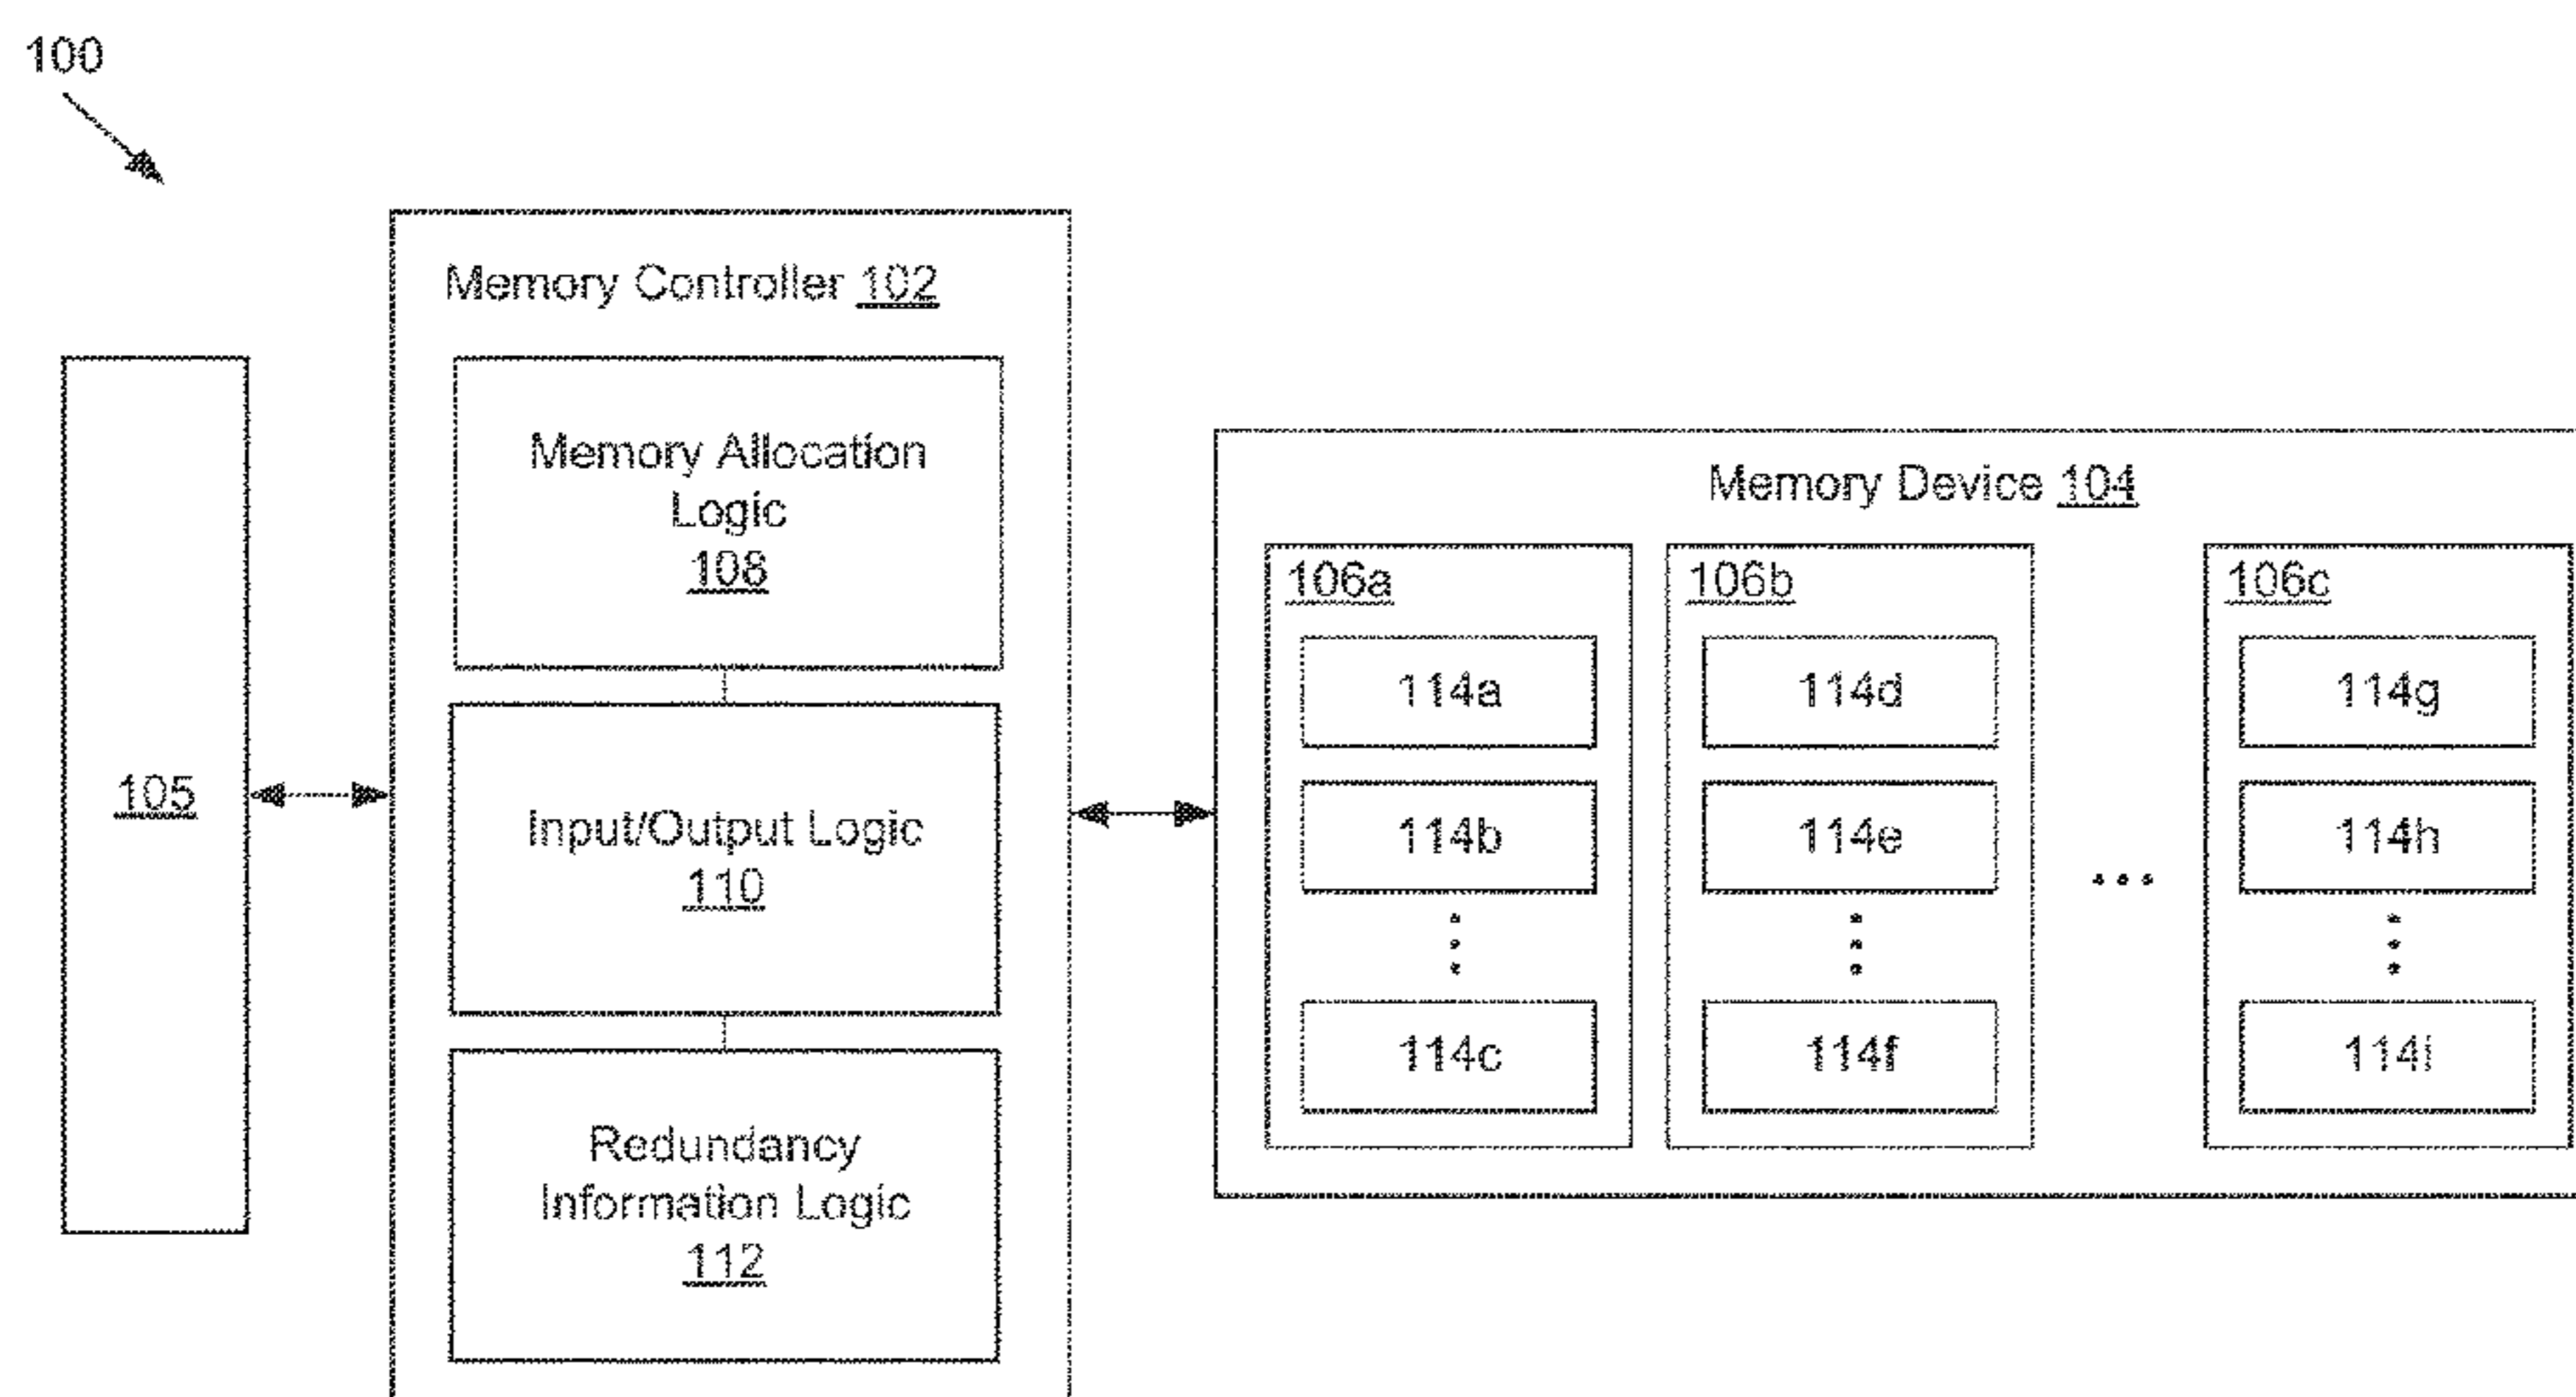 100
Memory Controller 102
Memory Allocation
Logic
108
Input/Output Logic
110
Redundancy
Information Logic
112
105
Memory Device 104
106a
114a
114b
114c
106b
114d
114e
114f
...
106c
114g
114h
114i